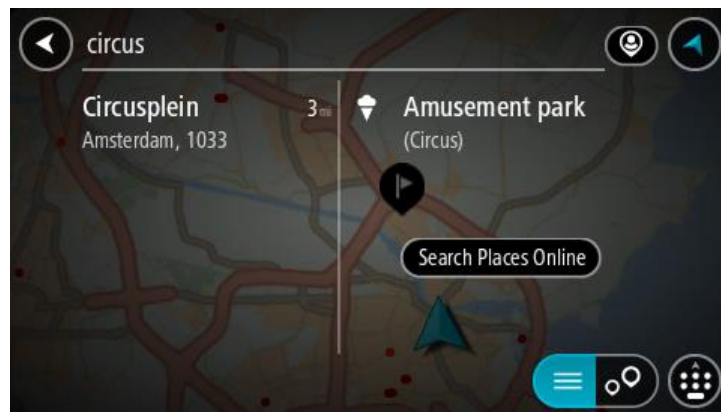 circus
Circusplein 3 mi
Amsterdam, 1033
Amusement park
(Circus)
Search Places Online